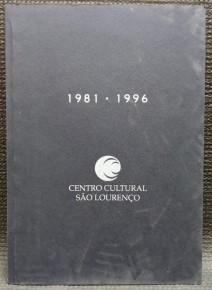 1981 · 1996
CENTRO CULTURAL
SÃO LOURENÇO